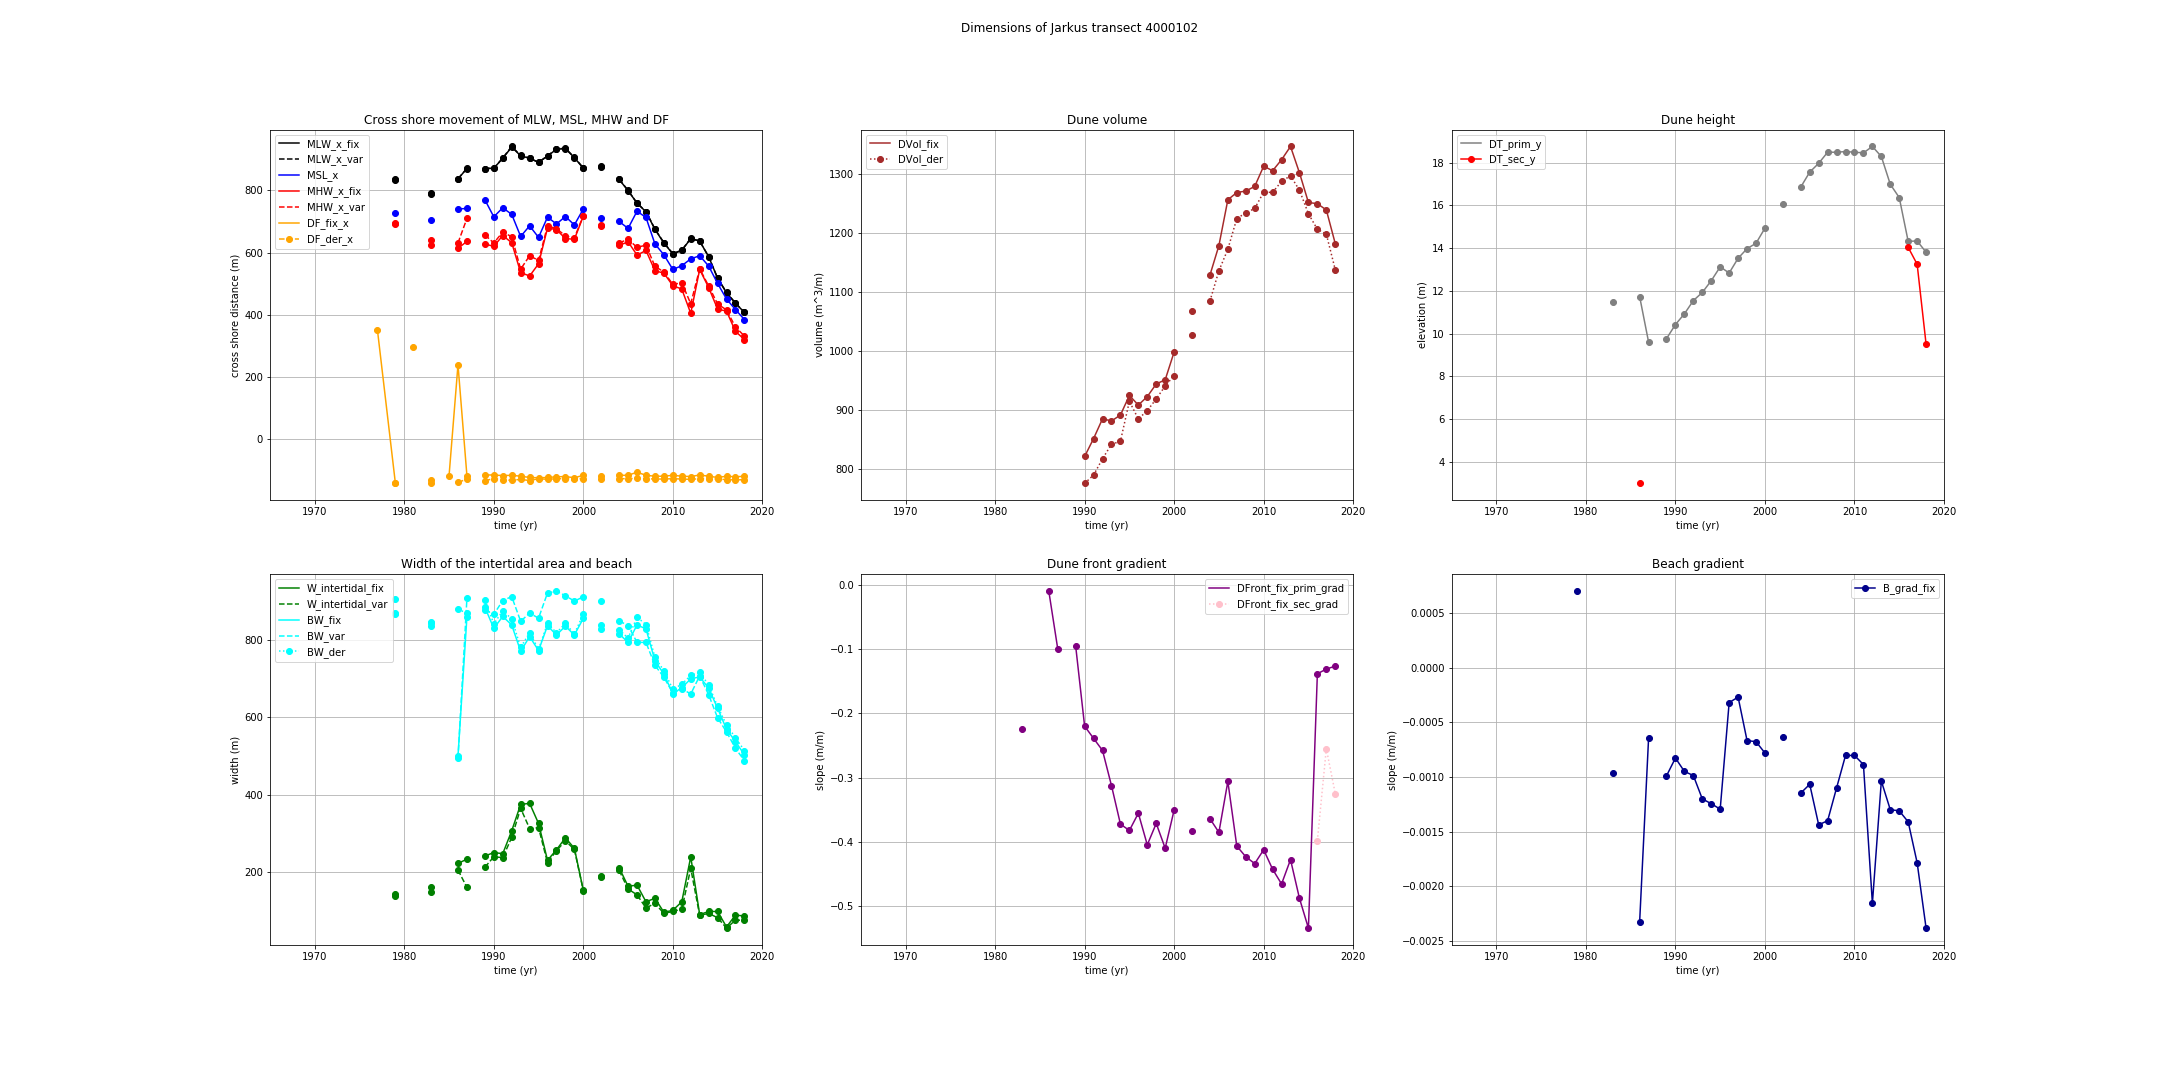 Dimensions of Jarkus transect 4000102
Cross shore movement of MLW, MSL, MHW and DF
MLW_x_fix
MLW_x_var
MSL_x
MHW_x_fix
MHW_x_var
DF_fix_x
DF_der_x
800
600
400
200
0
cross shore distance (m)
1970 1980 1990 2000 2010 2020
time (yr)
Dune volume
DVol_fix
DVol_der
1300
1200
1100
1000
900
800
volume (m^3/m)
1970 1980 1990 2000 2010 2020
time (yr)
Dune height
DT_prim_y
DT_sec_y
18
16
14
12
10
8
6
4
elevation (m)
1970 1980 1990 2000 2010 2020
time (yr)
Width of the intertidal area and beach
W_intertidal_fix
W_intertidal_var
BW_fix
BW_var
BW_der
800
600
400
200
width (m)
1970 1980 1990 2000 2010 2020
time (yr)
Dune front gradient
DFront_fix_prim_grad
DFront_fix_sec_grad
0.0
−0.1
−0.2
−0.3
−0.4
−0.5
slope (m/m)
1970 1980 1990 2000 2010 2020
time (yr)
Beach gradient
B_grad_fix
0.0005
0.0000
−0.0005
−0.0010
−0.0015
−0.0020
−0.0025
slope (m/m)
1970 1980 1990 2000 2010 2020
time (yr)